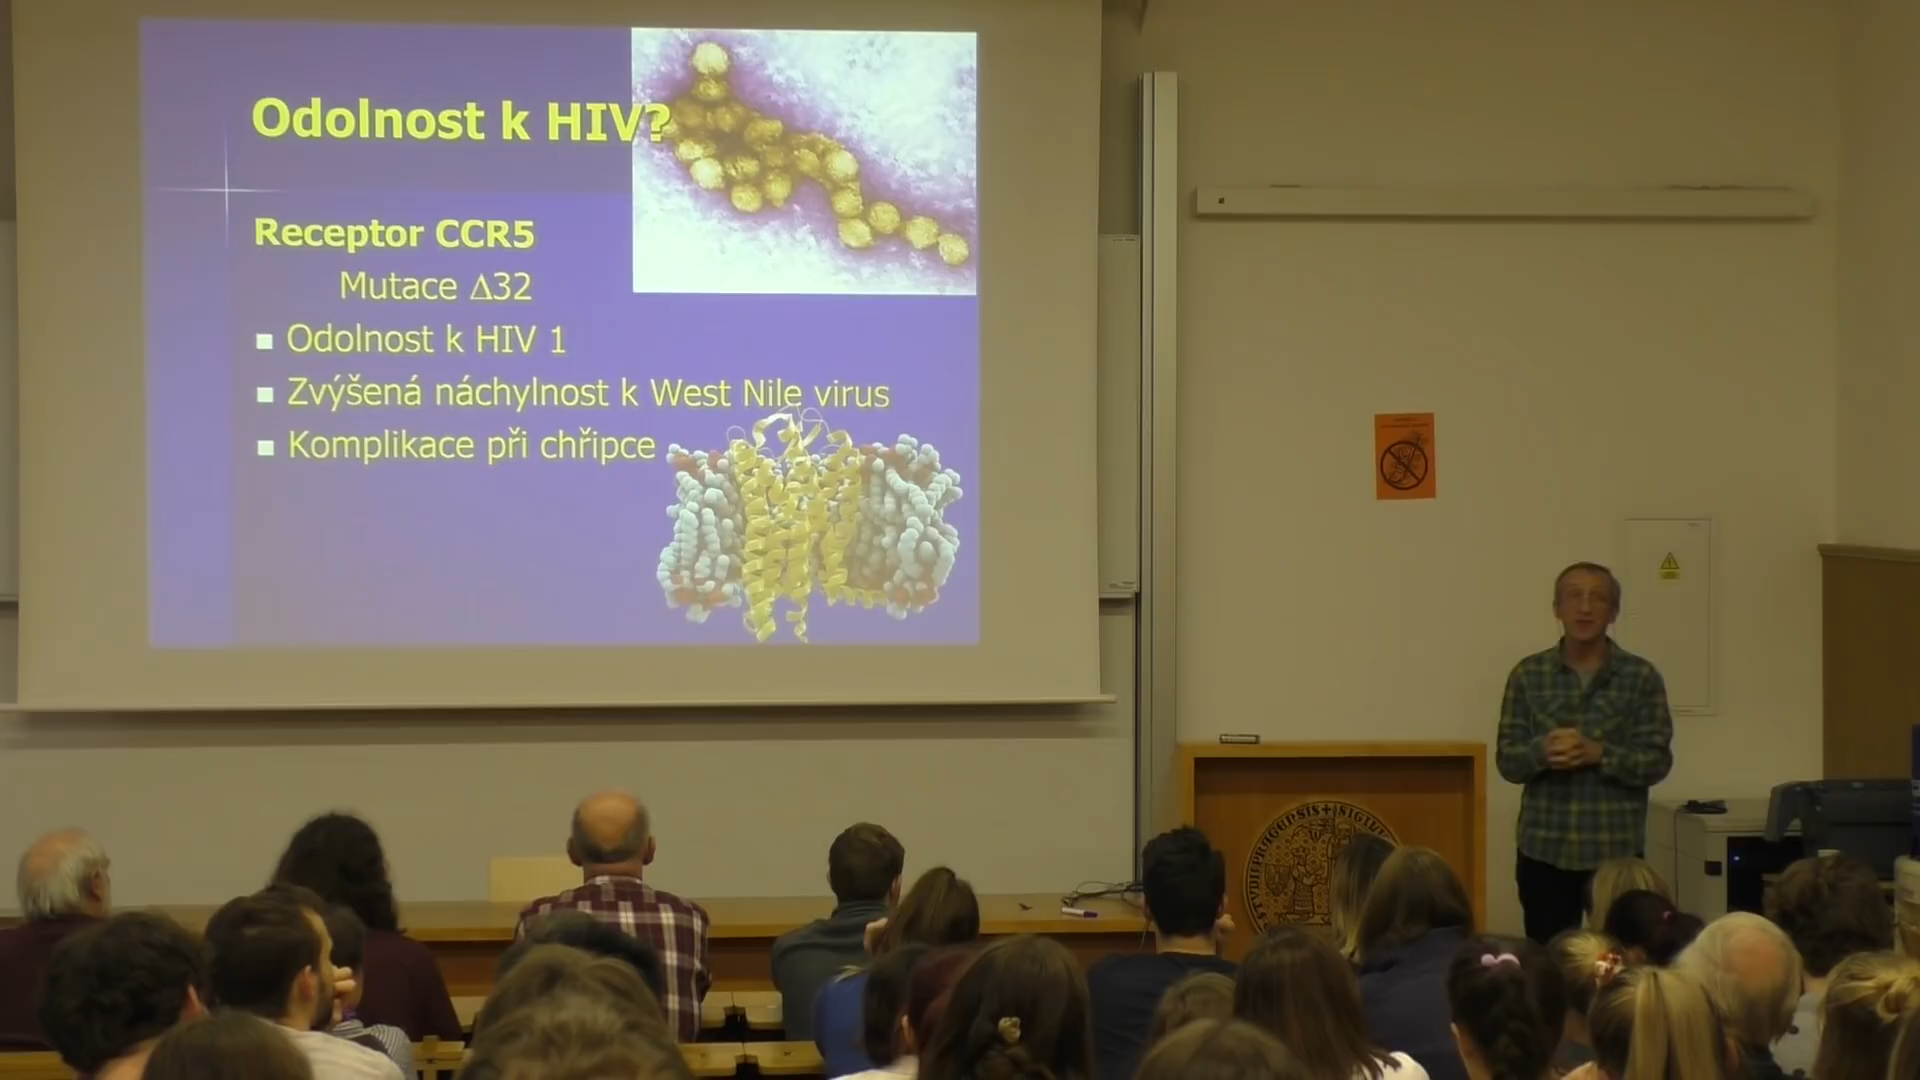 Odolnost k HIV?
Receptor CCR5
Mutace Δ32
Odolnost k HIV 1
Zvýšená náchylnost k West Nile virus
Komplikace při chřipce